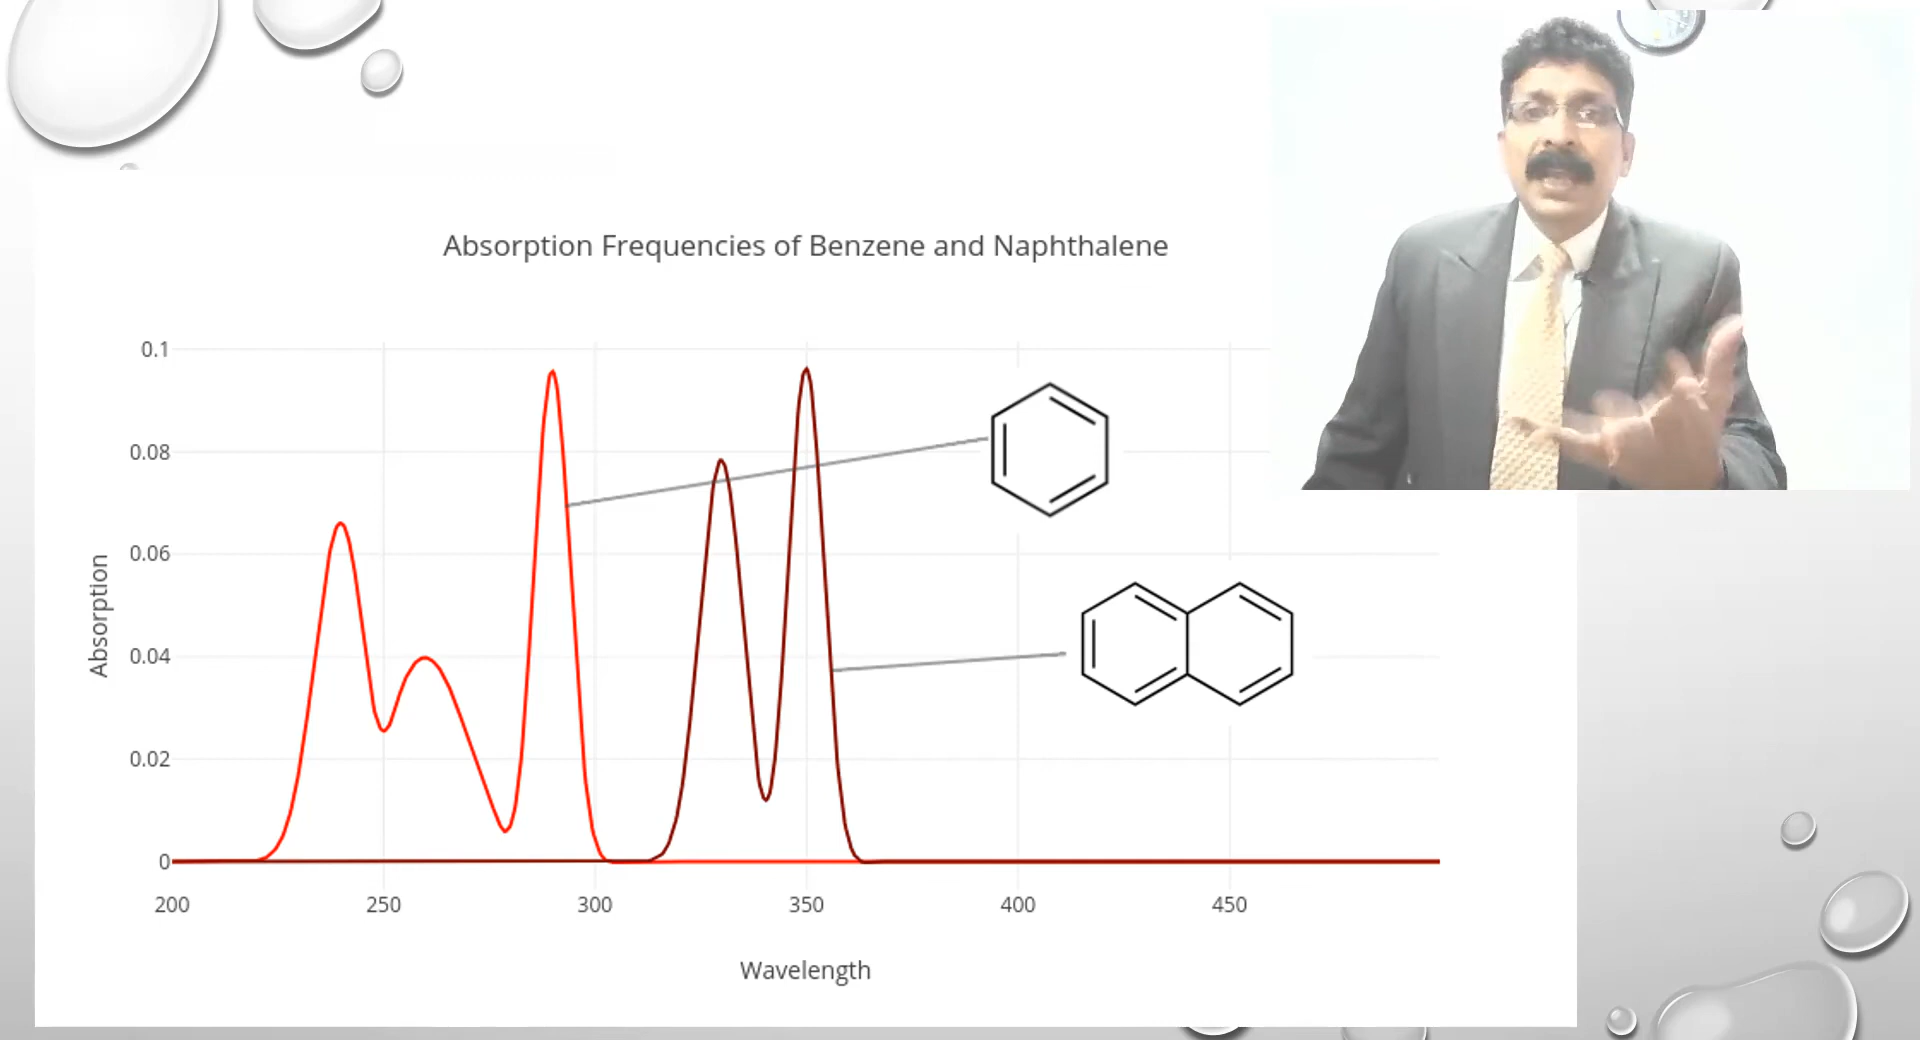 Absorption Frequencies of Benzene and Naphthalene
0.1
0.08
0.06
0.04
0.02
0
Absorption
200 250 300 350 400 450
Wavelength